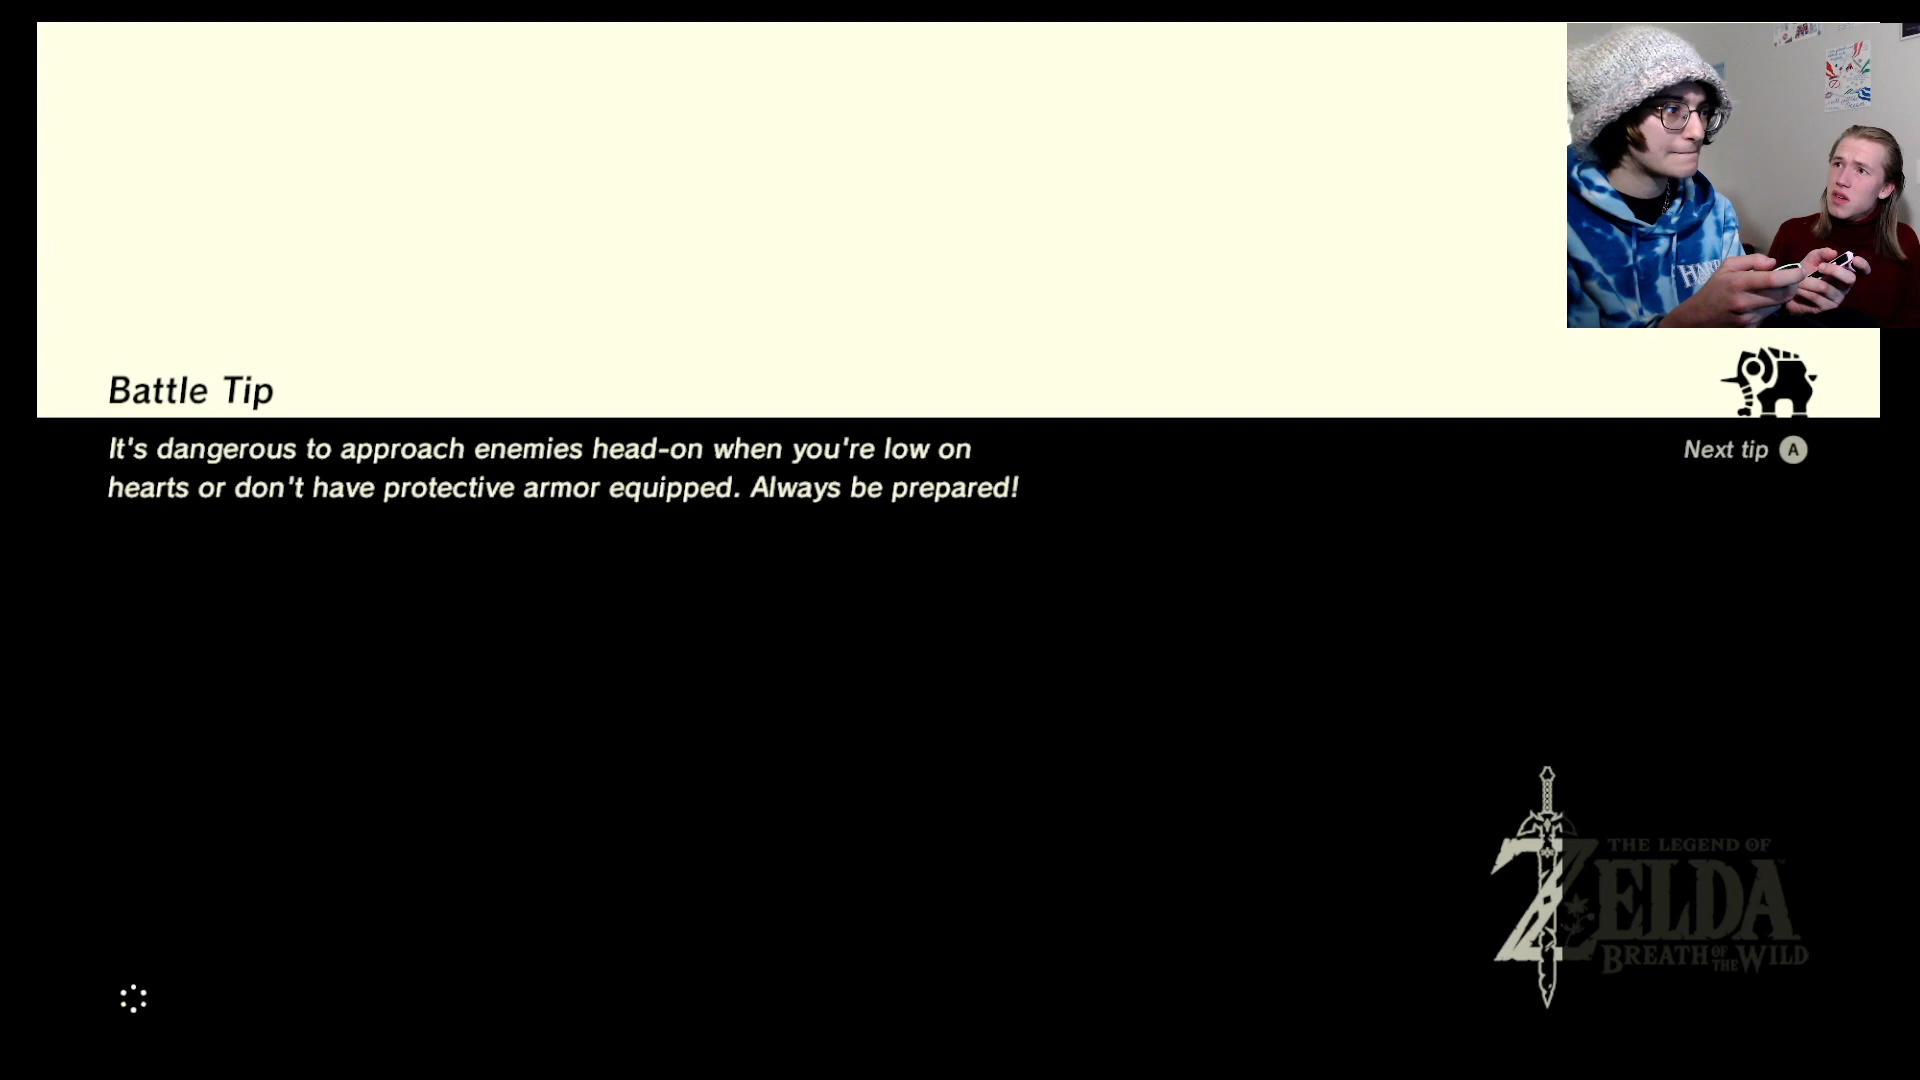 Battle Tip
It's dangerous to approach enemies head-on when you're low on
hearts or don't have protective armor equipped. Always be prepared!
Next tip A
THE LEGEND OF
ZELDA
BREATH OF THE WILD